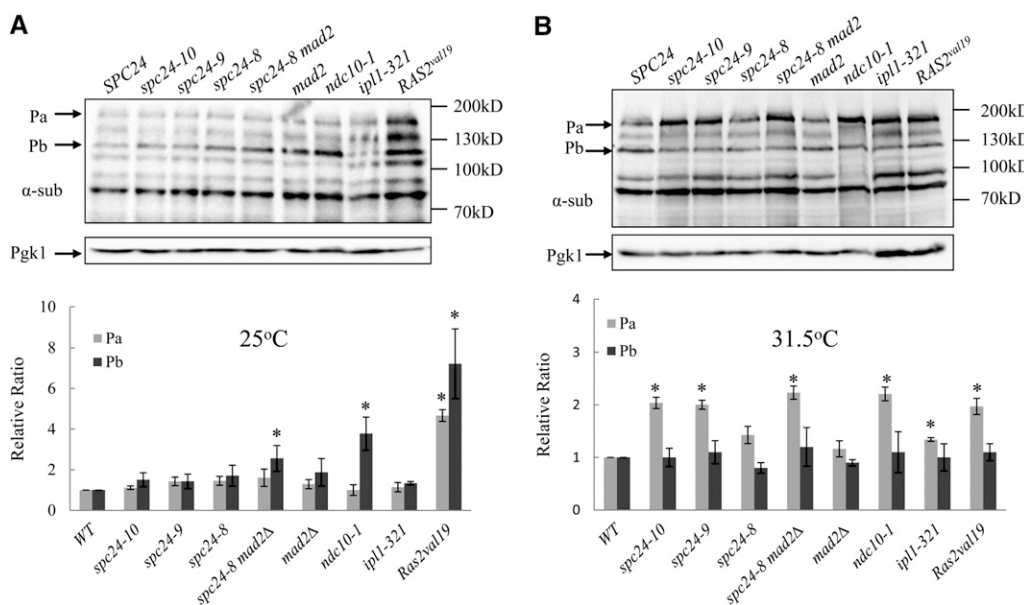 A
SPC24
spc24-10
spc24-9
spc24-8
spc24-8 mad2
mad2
ndc10-1
ipl1-321
RAS2val19
Pa
Pb
α-sub
Pgk1
200kD
130kD
100kD
70kD
Relative Ratio
10
8
6
4
2
0
Pa
Pb
25°C
*
*
*
*
WT
spc24-10
spc24-9
spc24-8
spc24-8 mad2Δ
mad2Δ
ndc10-1
ipl1-321
Ras2val19
B
SPC24
spc24-10
spc24-9
spc24-8
spc24-8 mad2
mad2
ndc10-1
ipl1-321
RAS2val19
Pa
Pb
α-sub
Pgk1
200kD
130kD
100kD
70kD
Relative Ratio
4
3
2
1
0
Pa
Pb
31.5°C
*
*
*
*
*
*
WT
spc24-10
spc24-9
spc24-8
spc24-8 mad2Δ
mad2Δ
ndc10-1
ipl1-321
Ras2val19